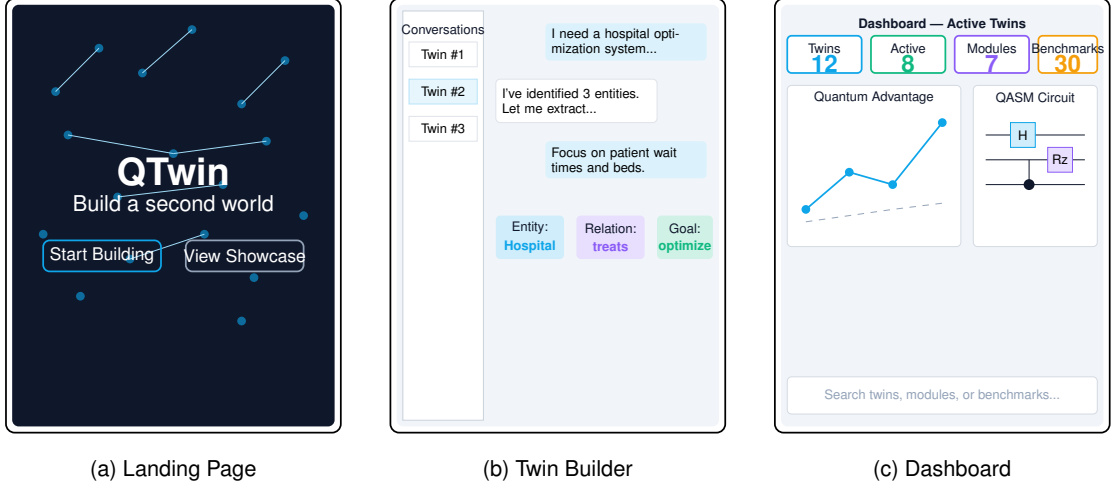 QTwin
Build a second world
Start Building
View Showcase
(a) Landing Page
Conversations
Twin #1
Twin #2
Twin #3
I need a hospital opti-
mization system...
I've identified 3 entities.
Let me extract...
Focus on patient wait
times and beds.
Entity:
Hospital
Relation:
treats
Goal:
optimize
(b) Twin Builder
Dashboard — Active Twins
Twins
12
Active
8
Modules
7
Benchmarks
30
Quantum Advantage
QASM Circuit
H
Rz
Search twins, modules, or benchmarks...
(c) Dashboard